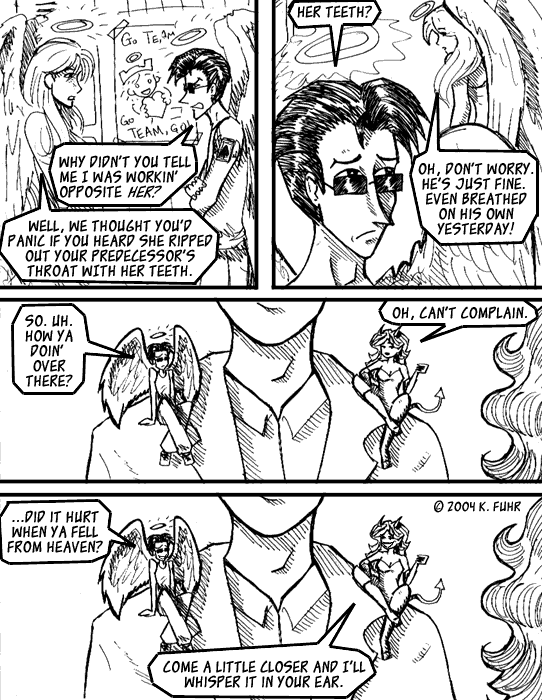 GO TEAM
GO
TEAM, GO
WHY DIDN'T YOU TELL
ME I WAS WORKIN'
OPPOSITE HER?
WELL, WE THOUGHT YOU'D
PANIC IF YOU HEARD SHE RIPPED
OUT YOUR PREDECESSOR'S
THROAT WITH HER TEETH.
HER TEETH?
OH, DON'T WORRY.
HE'S JUST FINE.
EVEN BREATHED
ON HIS OWN
YESTERDAY!
SO. UH.
HOW YA
DOIN'
OVER
THERE?
OH, CAN'T COMPLAIN.
...DID IT HURT
WHEN YA FELL
FROM HEAVEN?
© 2004 K. FUHR
COME A LITTLE CLOSER AND I'LL
WHISPER IT IN YOUR EAR.